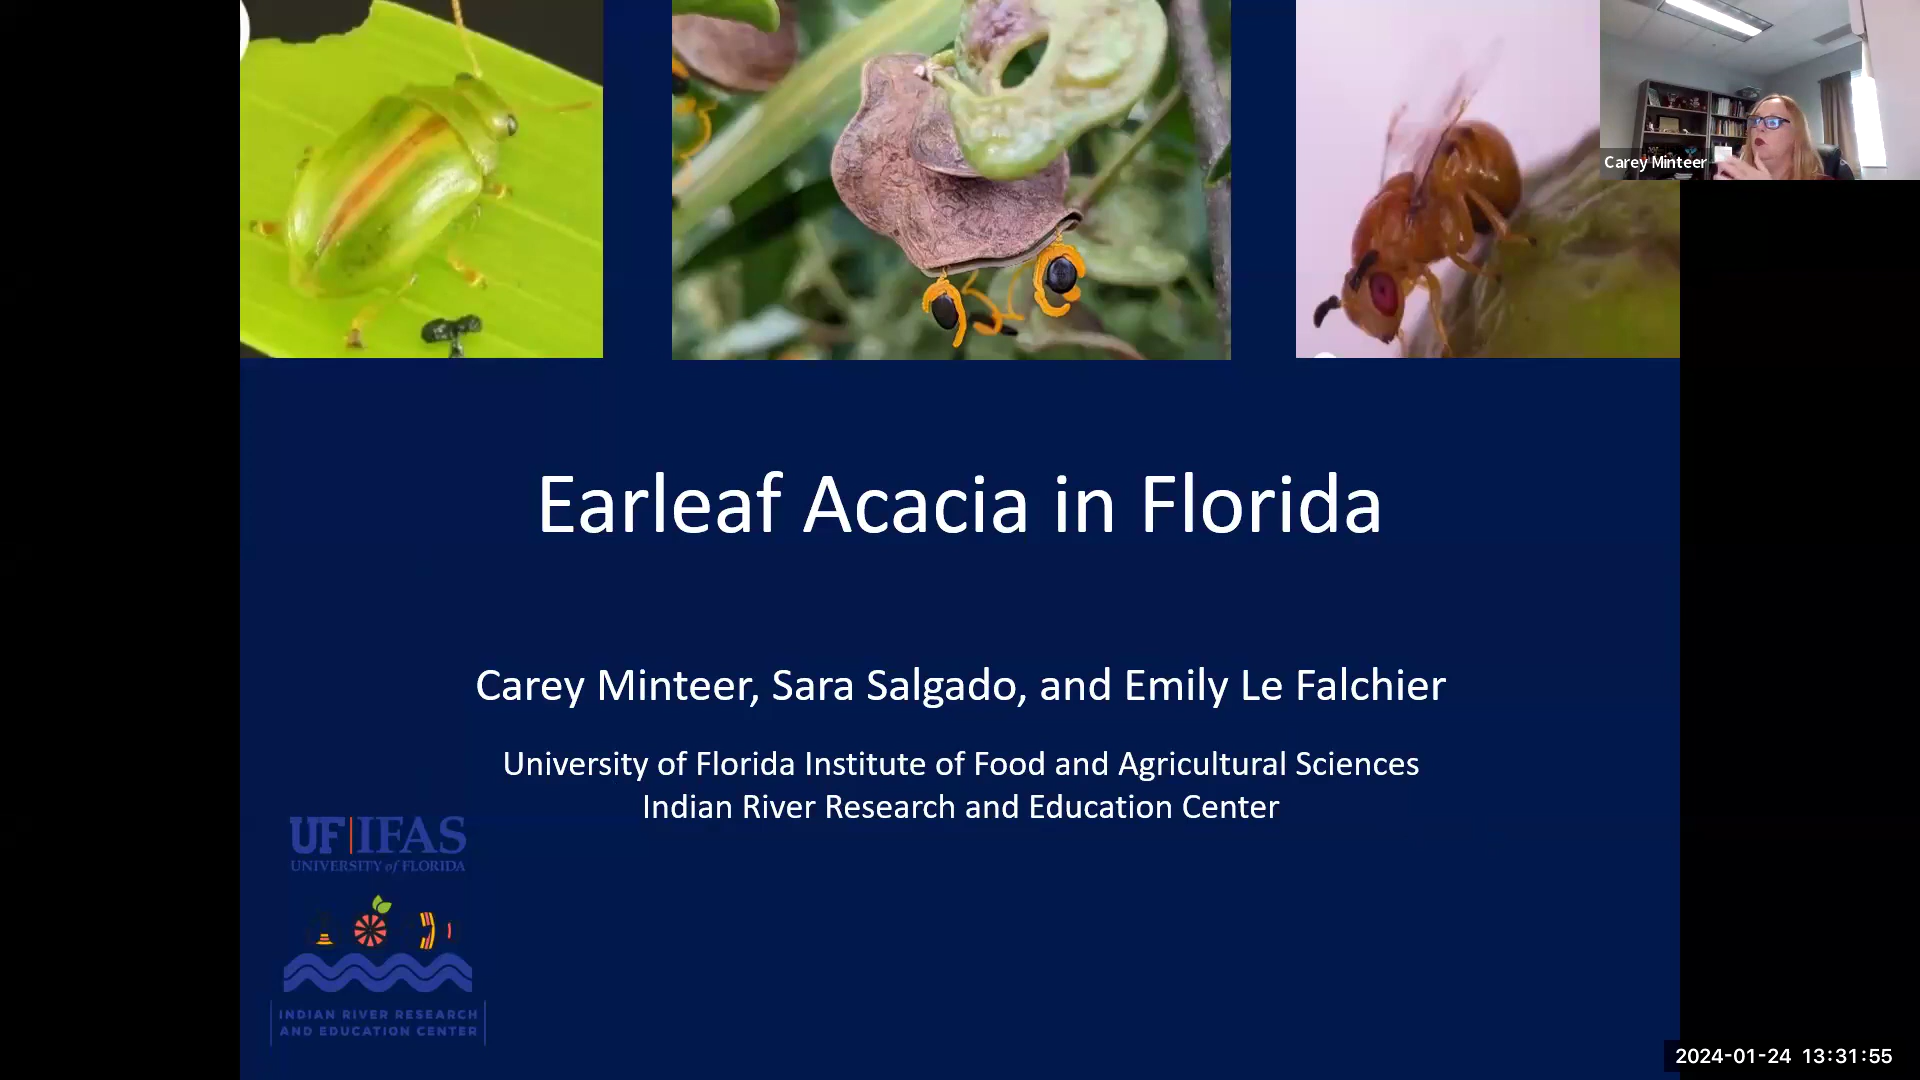 Carey Minteer
Earleaf Acacia in Florida
Carey Minteer, Sara Salgado, and Emily Le Falchier
University of Florida Institute of Food and Agricultural Sciences
Indian River Research and Education Center
UF|IFAS
UNIVERSITY of FLORIDA
INDIAN RIVER RESEARCH
AND EDUCATION CENTER
2024-01-24 13:31:55